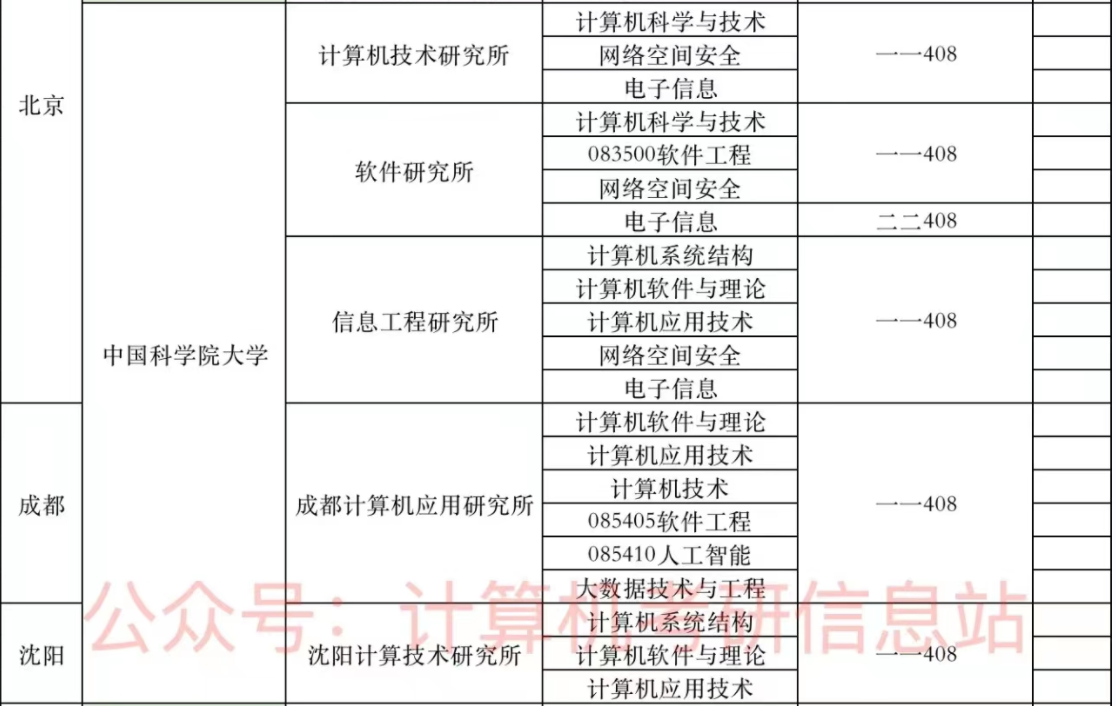 北京
中国科学院大学
计算机技术研究所
计算机科学与技术
网络空间安全
电子信息
一一408
软件研究所
计算机科学与技术
083500软件工程
网络空间安全
一一408
电子信息
二二408
信息工程研究所
计算机系统结构
计算机软件与理论
计算机应用技术
网络空间安全
电子信息
一一408
成都
成都计算机应用研究所
计算机软件与理论
计算机应用技术
计算机技术
085405软件工程
085410人工智能
大数据技术与工程
一一408
沈阳
沈阳计算技术研究所
计算机系统结构
计算机软件与理论
计算机应用技术
一一408
公众号：计算机考研信息站